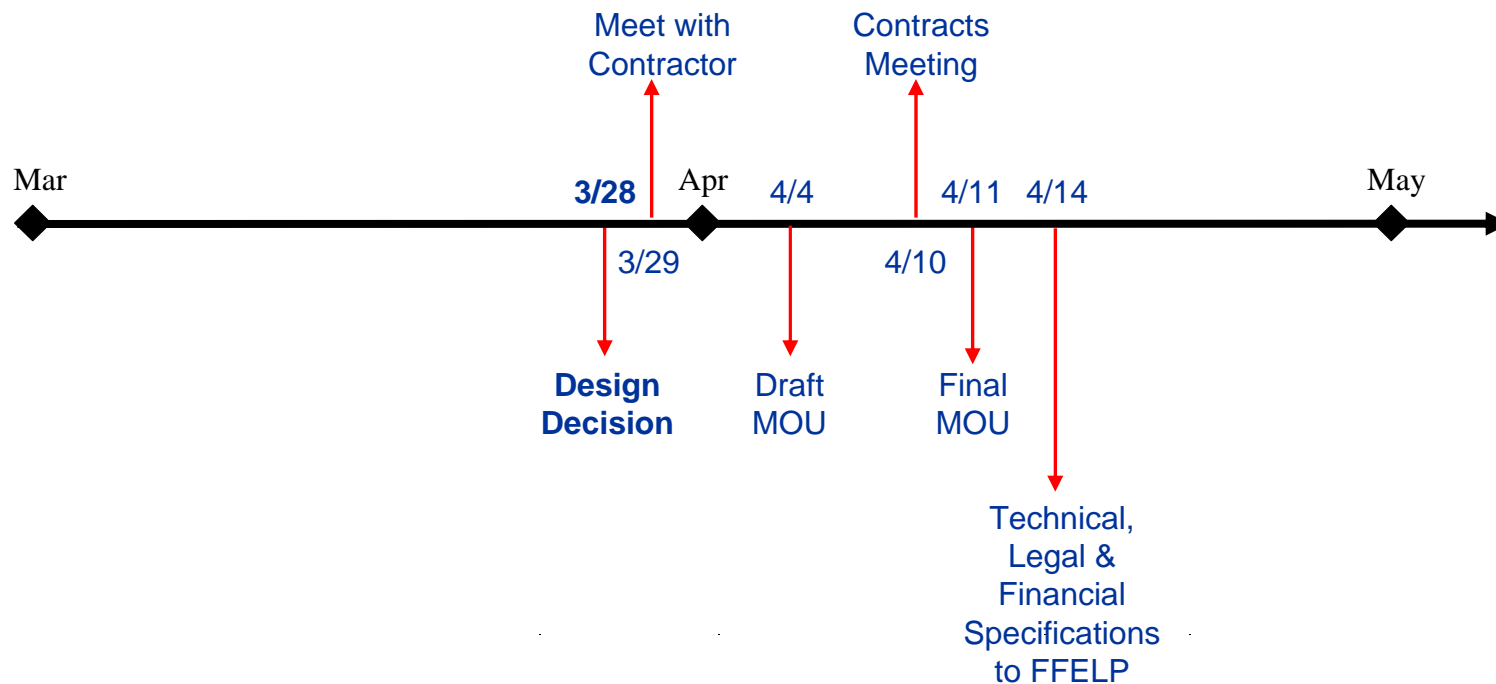 Meet with
Contractor
Contracts
Meeting
Mar
3/28
Apr
4/4
4/11
4/14
May
3/29
4/10
Design
Decision
Draft
MOU
Final
MOU
Technical,
Legal &
Financial
Specifications
to FFELP